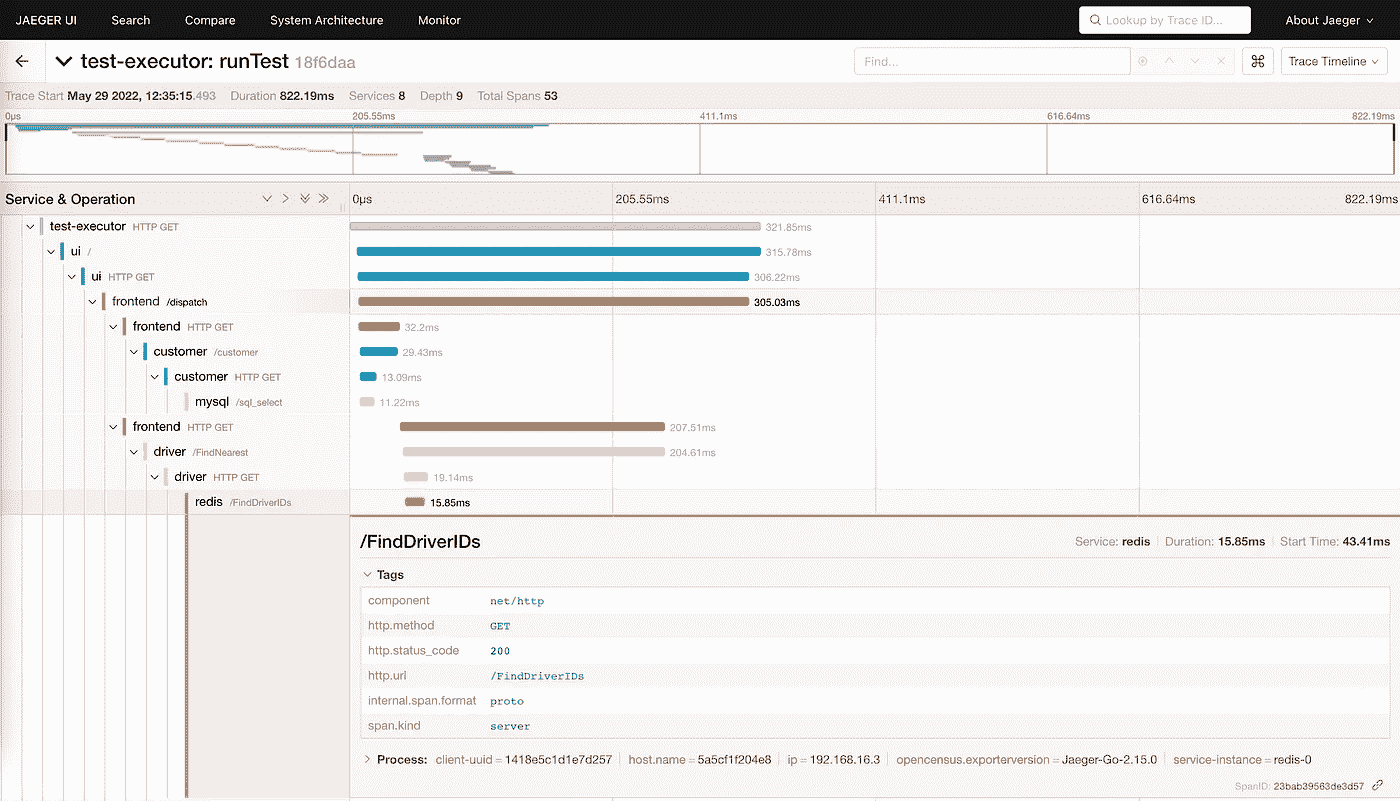 JAEGER UI Search Compare System Architecture Monitor Lookup by Trace ID... About Jaeger
test-executor: runTest 18f6daa Find... Trace Timeline
Trace Start May 29 2022, 12:35:15.493 Duration 822.19ms Services 8 Depth 9 Total Spans 53
0μs 205.55ms 411.1ms 616.64ms 822.19ms
Service & Operation 0μs 205.55ms 411.1ms 616.64ms 822.19ms
test-executor HTTP GET 321.85ms
ui / 315.78ms
ui HTTP GET 306.22ms
frontend /dispatch 305.03ms
frontend HTTP GET 32.2ms
customer /customer 29.43ms
customer HTTP GET 13.09ms
mysql /sql_select 11.22ms
frontend HTTP GET 207.51ms
driver /FindNearest 204.61ms
driver HTTP GET 19.14ms
redis /FindDriverIDs 15.85ms
/FindDriverIDs Service: redis Duration: 15.85ms Start Time: 43.41ms
Tags
component net/http
http.method GET
http.status_code 200
http.url /FindDriverIDs
internal.span.format proto
span.kind server
Process: client-uuid = 1418e5c1d1e7d257 host.name = 5a5cf1f204e8 ip = 192.168.16.3 opencensus.exporterversion = Jaeger-Go-2.15.0 service-instance = redis-0
SpanID: 23bab39563de3d57